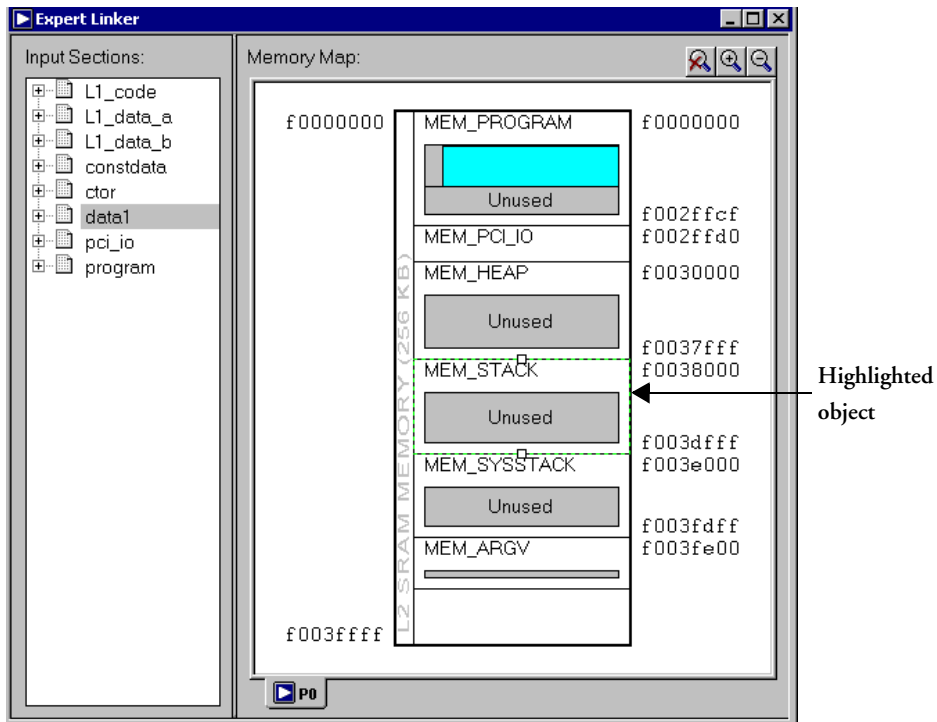 Expert Linker
Input Sections:
L1_code
L1_data_a
L1_data_b
constdata
ctor
data1
pci_io
program
Memory Map:
f0000000
MEM_PROGRAM
f0000000
Unused
f002ffcf
MEM_PCI_IO
f002ffd0
MEM_HEAP
f0030000
Unused
f0037fff
MEM_STACK
f0038000
Unused
f003dfff
MEM_SYSSTACK
f003e000
Unused
f003fdff
MEM_ARGV
f003fe00
f003ffff
L2 SRAM MEMORY (256 KB)
P0
Highlighted
object